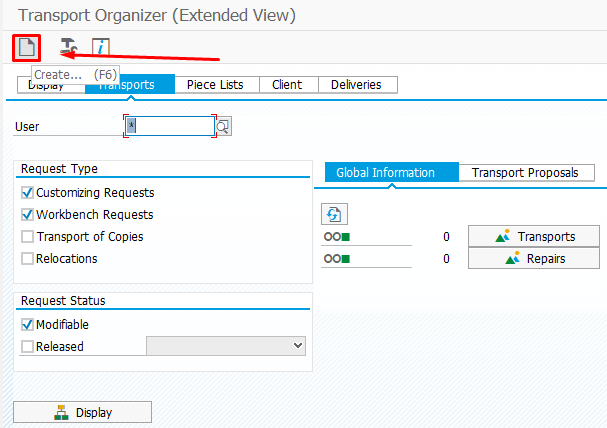 Transport Organizer (Extended View)
Create... (F6)
Display Transports Piece Lists Client Deliveries
User *
Request Type
Customizing Requests
Workbench Requests
Transport of Copies
Relocations
Request Status
Modifiable
Released
Display
Global Information Transport Proposals
0 Transports
0 Repairs